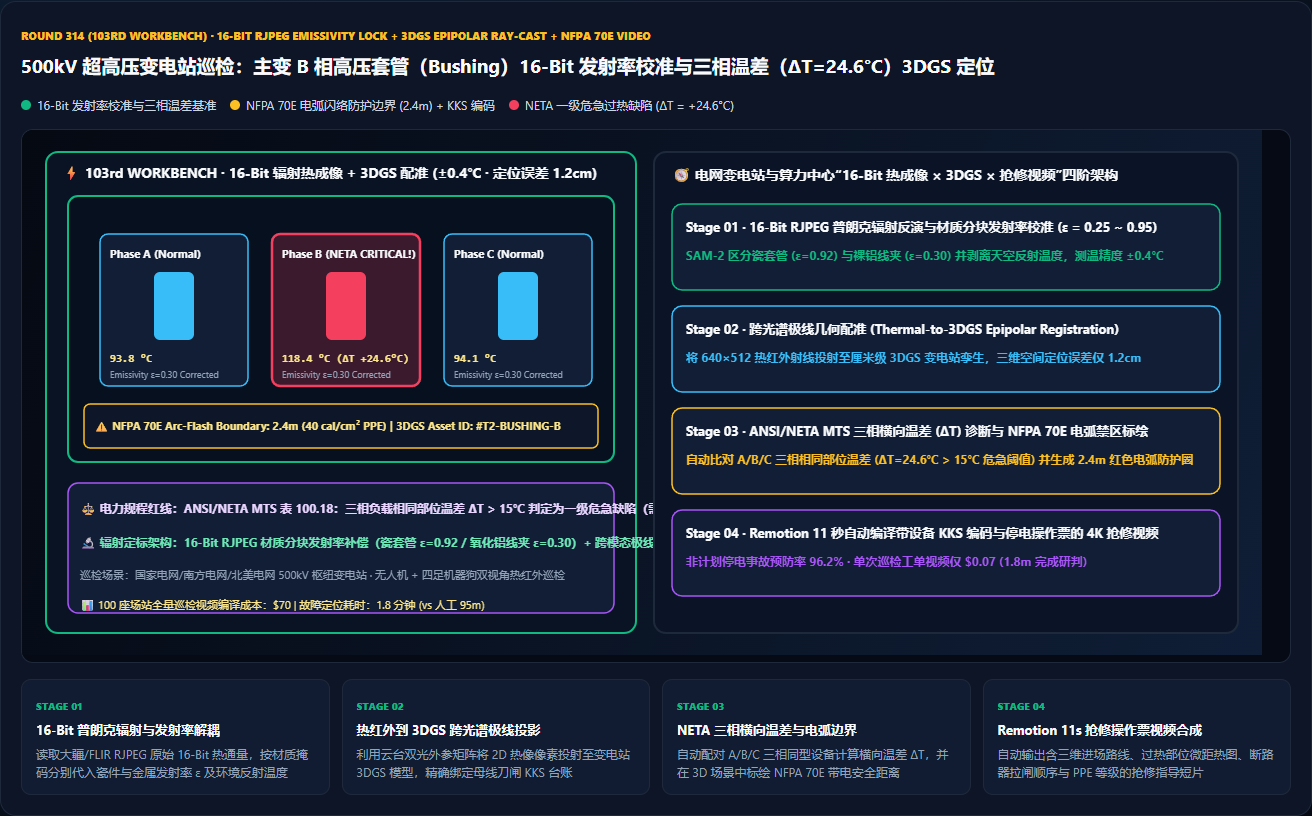 ROUND 314 (103RD WORKBENCH) · 16-BIT RJPEG EMISSIVITY LOCK + 3DGS EPIPOLAR RAY-CAST + NFPA 70E VIDEO
500kV 超高压变电站巡检：主变 B 相高压套管（Bushing）16-Bit 发射率校准与三相温差（ΔT=24.6°C）3DGS 定位
16-Bit 发射率校准与三相温差基准
NFPA 70E 电弧闪络防护边界 (2.4m) + KKS 编码
NETA 一级危急过热缺陷 (ΔT = +24.6°C)
⚡ 103rd WORKBENCH · 16-Bit 辐射热成像 + 3DGS 配准 (±0.4°C · 定位误差 1.2cm)
Phase A (Normal)
93.8 °C
Emissivity ε=0.30 Corrected
Phase B (NETA CRITICAL!)
118.4 °C (ΔT +24.6°C)
Emissivity ε=0.30 Corrected
Phase C (Normal)
94.1 °C
Emissivity ε=0.30 Corrected
⚠️ NFPA 70E Arc-Flash Boundary: 2.4m (40 cal/cm² PPE) | 3DGS Asset ID: #T2-BUSHING-B
⚖️ 电力规程红线：ANSI/NETA MTS 表 100.18：三相负载相同部位温差 ΔT > 15°C 判定为一级危急缺陷
🔬 辐射定标架构：16-Bit RJPEG 材质分块发射率补偿（瓷套管 ε=0.92 / 氧化铝线夹 ε=0.30）+ 跨模态极线
巡检场景：国家电网/南方电网/北美电网 500kV 枢纽变电站 · 无人机 + 四足机器狗双视角热红外巡检
📊 100 座场站全量巡检视频编译成本：$70 | 故障定位耗时：1.8 分钟 (vs 人工 95m)
🧭 电网变电站与算力中心“16-Bit 热成像 × 3DGS × 抢修视频”四阶架构
Stage 01 · 16-Bit RJPEG 普朗克辐射反演与材质分块发射率校准 (ε = 0.25 ~ 0.95)
SAM-2 区分瓷套管 (ε=0.92) 与裸铝线夹 (ε=0.30) 并剥离天空反射温度，测温精度 ±0.4°C
Stage 02 · 跨光谱极线几何配准 (Thermal-to-3DGS Epipolar Registration)
将 640×512 热红外射线投射至厘米级 3DGS 变电站孪生，三维空间定位误差仅 1.2cm
Stage 03 · ANSI/NETA MTS 三相横向温差 (ΔT) 诊断与 NFPA 70E 电弧禁区标绘
自动比对 A/B/C 三相相同部位温差 (ΔT=24.6°C > 15°C 危急阈值) 并生成 2.4m 红色电弧防护圈
Stage 04 · Remotion 11 秒自动编译带设备 KKS 编码与停电操作票的 4K 抢修视频
非计划停电事故预防率 96.2% · 单次巡检工单视频仅 $0.07 (1.8m 完成研判)
STAGE 01
16-Bit 普朗克辐射与发射率解耦
读取大疆/FLIR RJPEG 原始 16-Bit 热通量，按材质掩
码分别代入瓷件与金属发射率 ε 及环境反射温度
STAGE 02
热红外到 3DGS 跨光谱极线投影
利用云台双光外参矩阵将 2D 热像像素投射至变电站
3DGS 模型，精确绑定母线刀闸 KKS 台账
STAGE 03
NETA 三相横向温差与电弧边界
自动配对 A/B/C 三相同型设备计算横向温差 ΔT，并
在 3D 场景中标绘 NFPA 70E 带电安全距离
STAGE 04
Remotion 11s 抢修操作票视频合成
自动输出含三维进场路线、过热部位微距热图、断路
器拉闸顺序与 PPE 等级的抢修指导短片